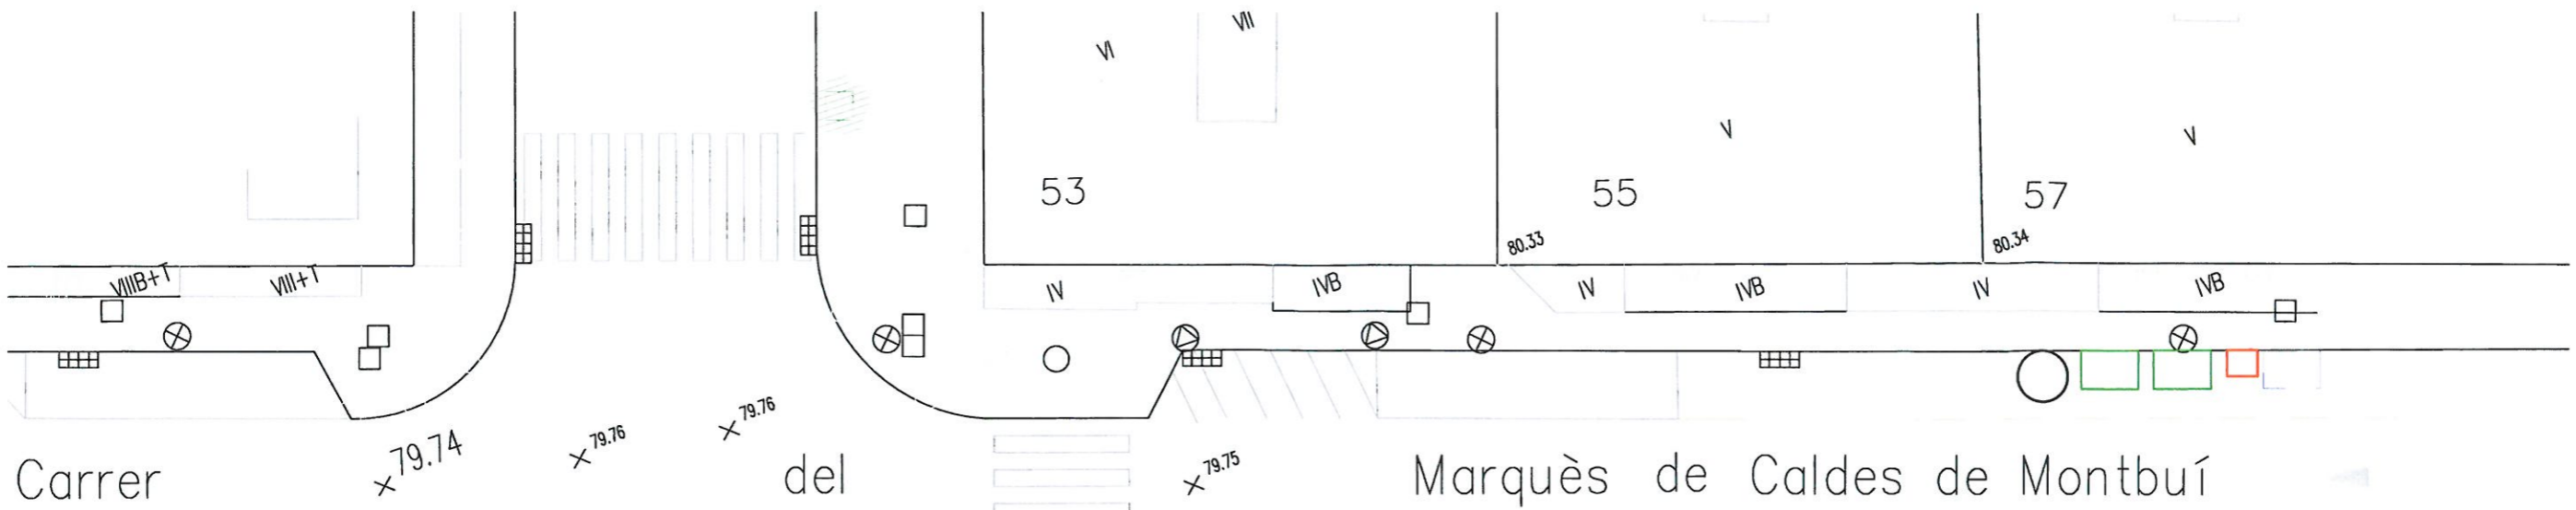 VII
VI
V
V
53
55
57
80.33
80.34
VIIIB+T
VIII+T
IV
IVB
IV
IVB
IV
IVB
79.76
79.76
79.74
79.75
Carrer del Marquès de Caldes de Montbuí